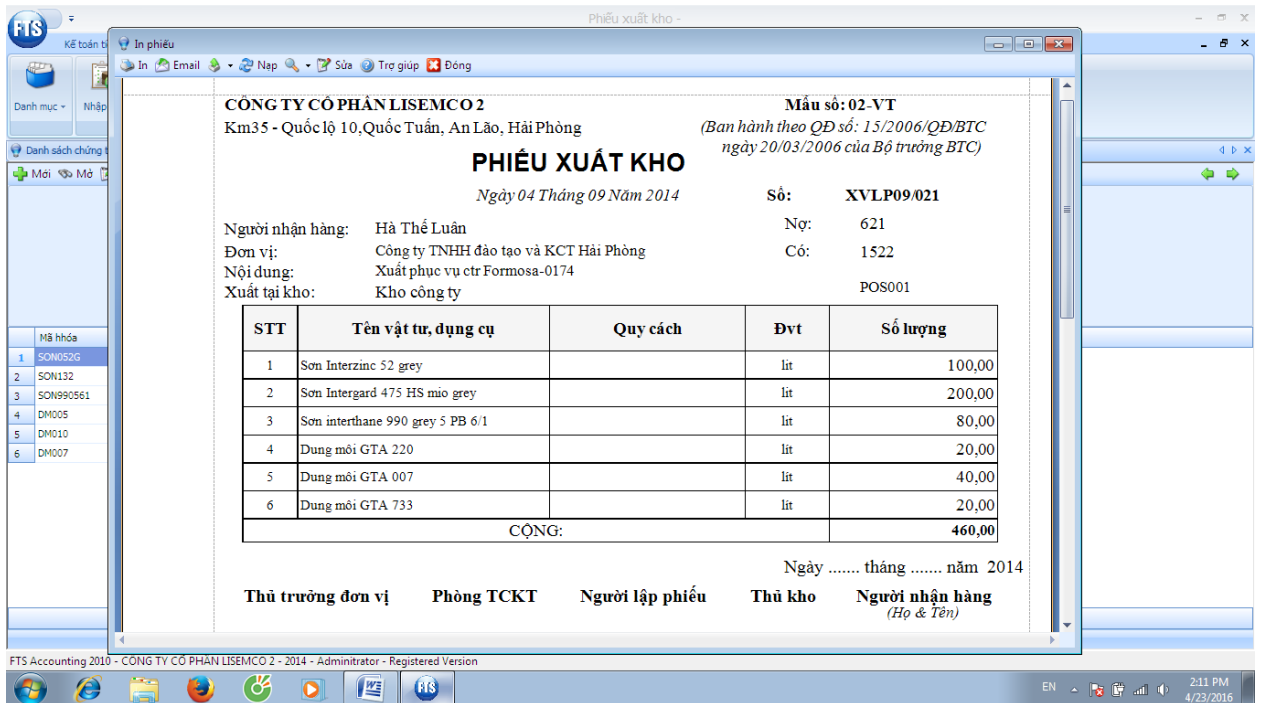 FTS
Phiếu xuất kho -
Kế toán t
In phiếu
In Email Nạp Sửa Trợ giúp Đóng
Danh mục Nhập
Danh sách chứng t
Mới Mở
CÔNG TY CỔ PHẦN LISEMCO 2
Mẫu số: 02-VT
Km35 - Quốc lộ 10,Quốc Tuấn, An Lão, Hải Phòng
(Ban hành theo QĐ số: 15/2006/QĐ/BTC
ngày 20/03/2006 của Bộ trưởng BTC)
PHIẾU XUẤT KHO
Ngày 04 Tháng 09 Năm 2014
Số: XVLP09/021
Người nhận hàng: Hà Thế Luân
Nợ: 621
Đơn vị: Công ty TNHH đào tạo và KCT Hải Phòng
Có: 1522
Nội dung: Xuất phục vụ ctr Formosa-0174
Xuất tại kho: Kho công ty
POS001
STT Tên vật tư, dụng cụ Quy cách Đvt Số lượng
1 Sơn Interzinc 52 grey lit 100,00
2 Sơn Intergard 475 HS mio grey lit 200,00
3 Sơn interthane 990 grey 5 PB 6/1 lit 80,00
4 Dung môi GTA 220 lit 20,00
5 Dung môi GTA 007 lit 40,00
6 Dung môi GTA 733 lit 20,00
CỘNG: 460,00
Ngày ....... tháng ....... năm 2014
Thủ trưởng đơn vị Phòng TCKT Người lập phiếu Thủ kho Người nhận hàng
(Họ & Tên)
Mã hhóa
1 SON052G
2 SON132
3 SON990561
4 DM005
5 DM010
6 DM007
FTS Accounting 2010 - CÔNG TY CỔ PHẦN LISEMCO 2 - 2014 - Adminitrator - Registered Version
EN
2:11 PM
4/23/2016